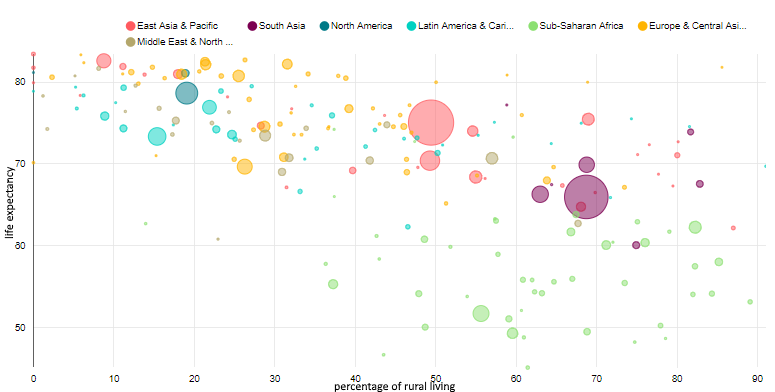 East Asia & Pacific South Asia North America Latin America & Cari... Sub-Saharan Africa Europe & Central Asi...
Middle East & North ...
80
70
60
50
life expectancy
0 10 20 30 40 50 60 70 80 90
percentage of rural living